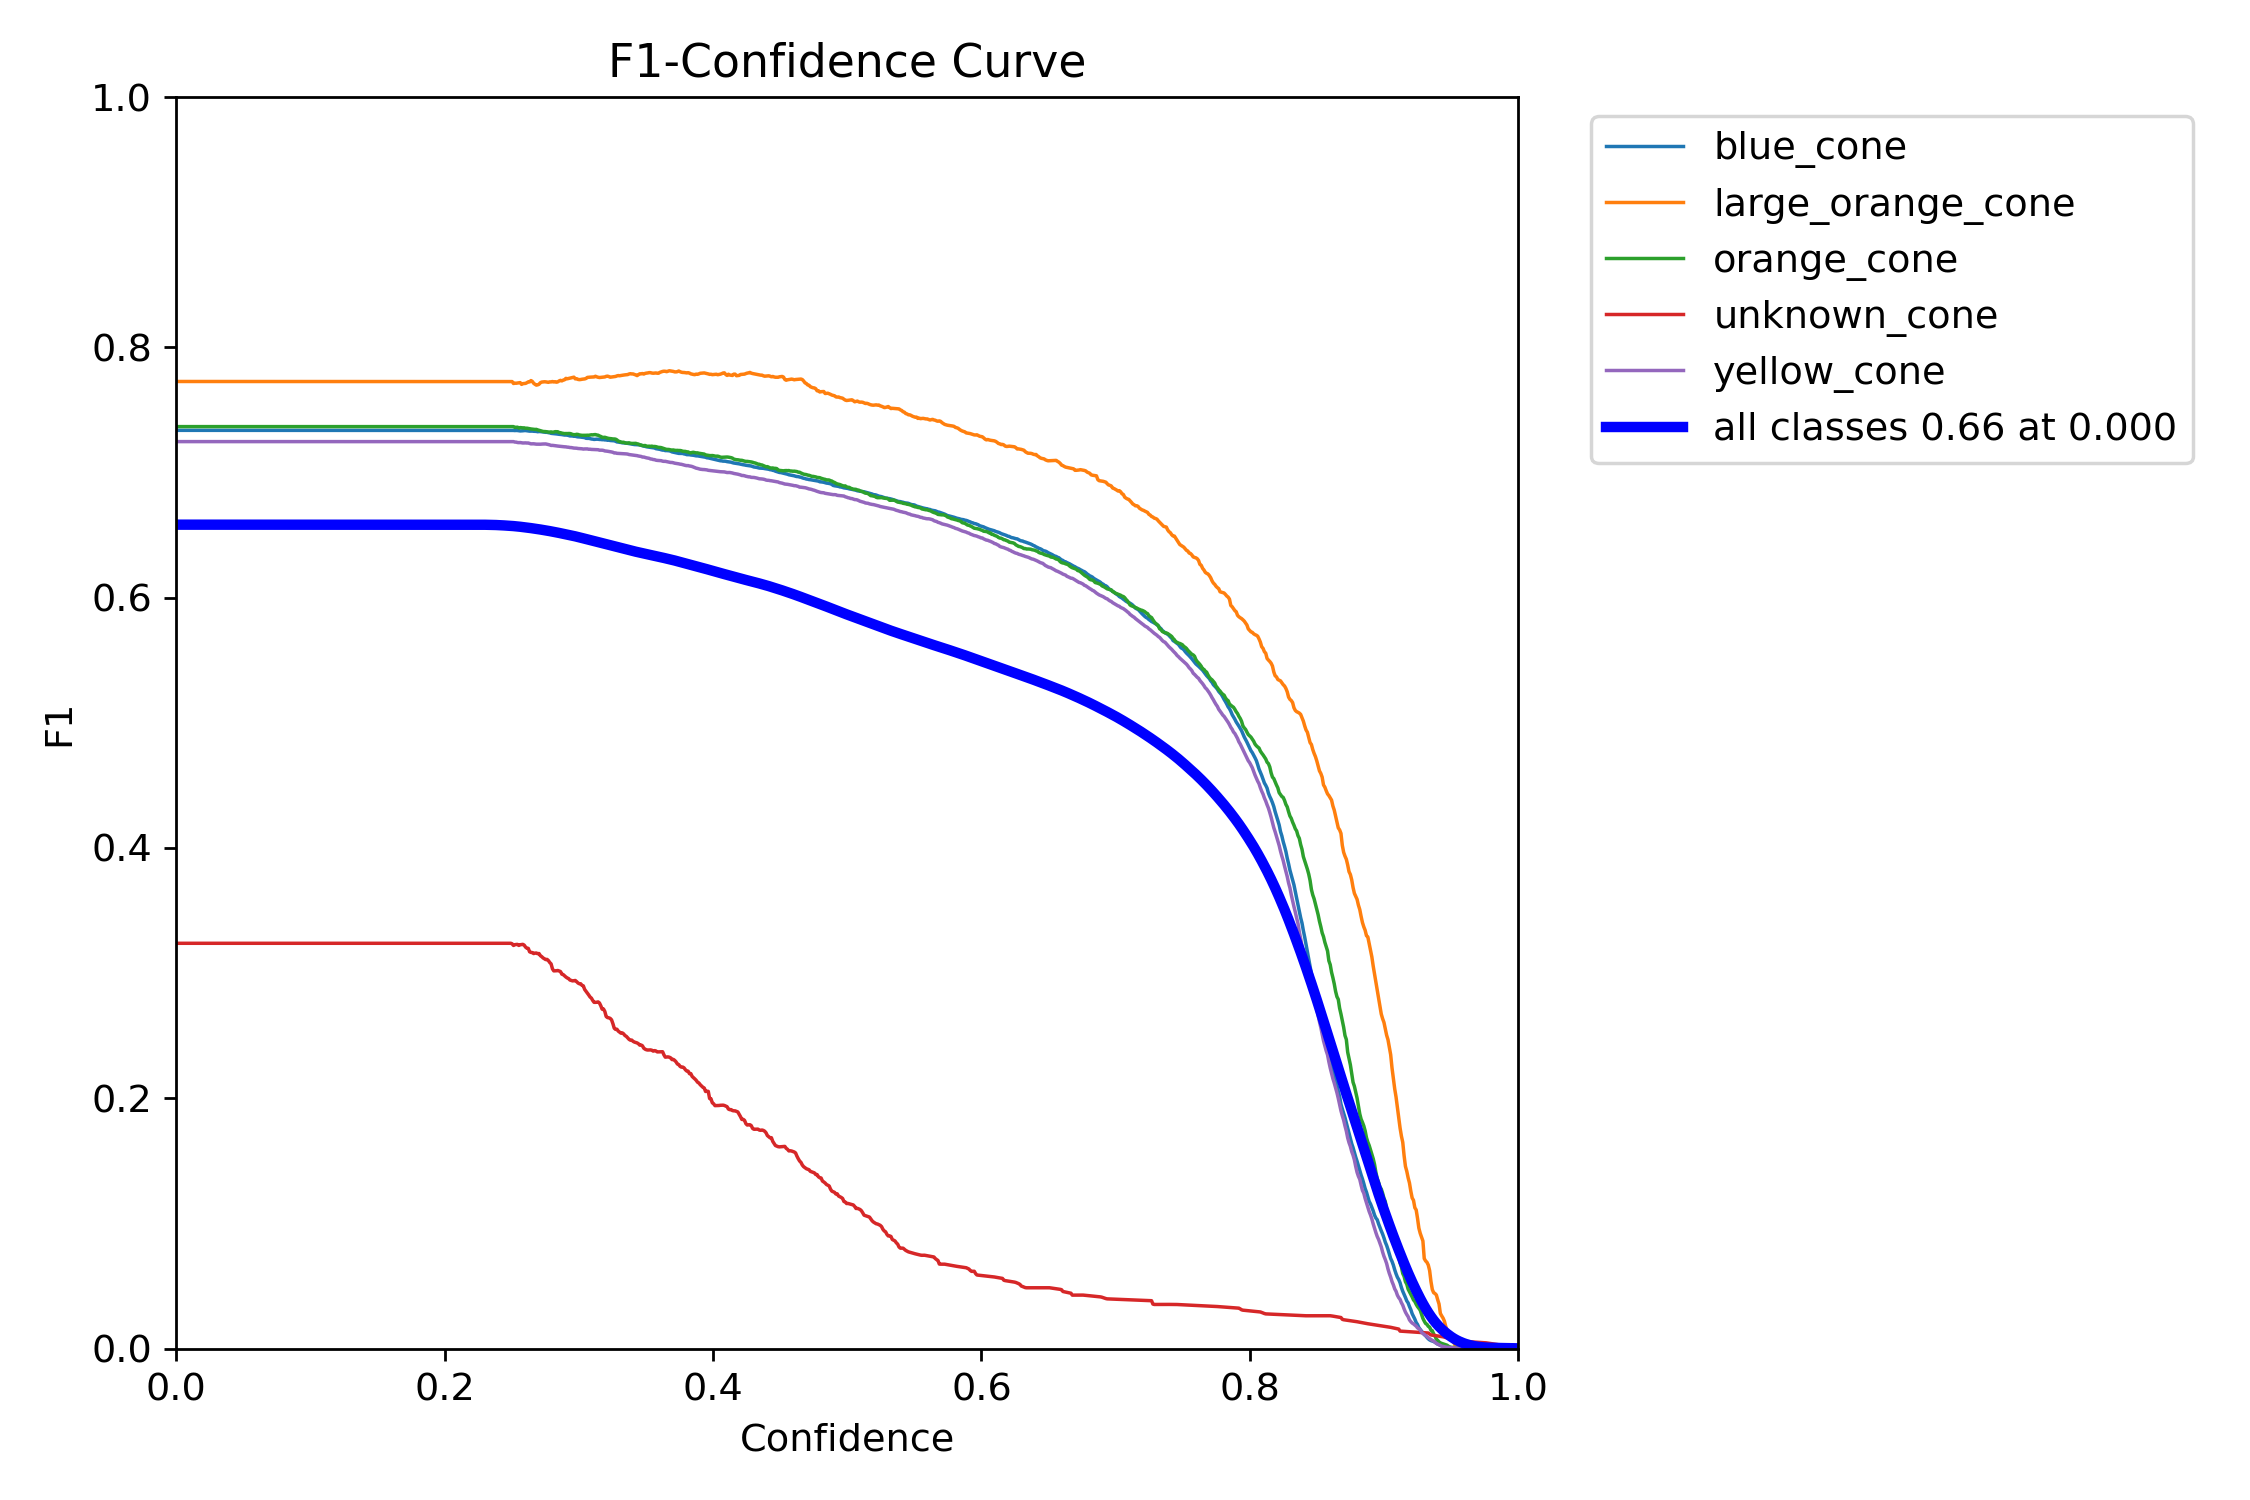 F1-Confidence Curve
1.0
0.8
0.6
0.4
0.2
0.0
F1
0.0 0.2 0.4 0.6 0.8 1.0
Confidence
blue_cone
large_orange_cone
orange_cone
unknown_cone
yellow_cone
all classes 0.66 at 0.000